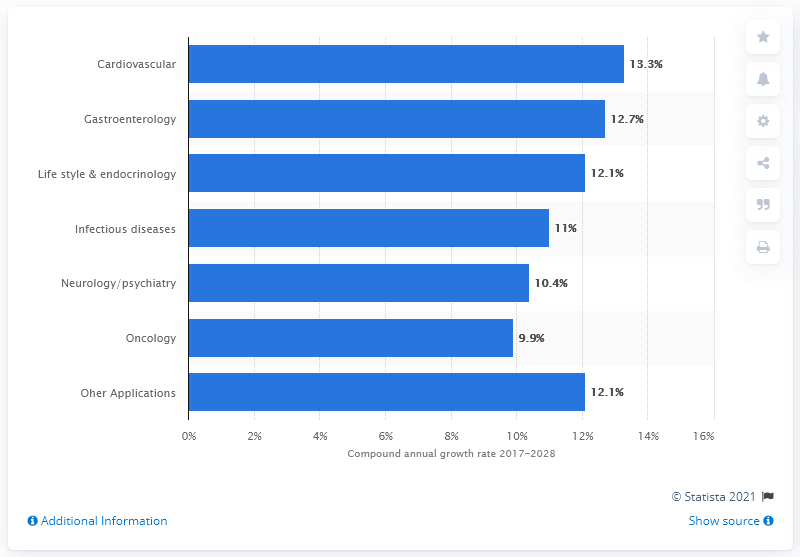 Cardiovascular 13.3%
Gastroenterology 12.7%
Life style & endocrinology 12.1%
Infectious diseases 11%
Neurology/psychiatry 10.4%
Oncology 9.9%
Oher Applications 12.1%
0% 2% 4% 6% 8% 10% 12% 14% 16%
Compound annual growth rate 2017-2028
© Statista 2021
Additional Information Show source